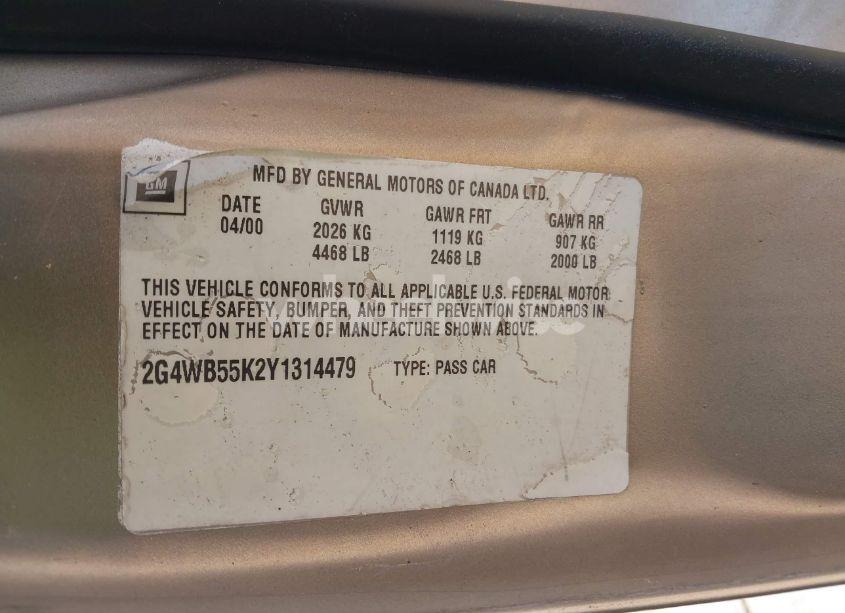 GM
MFD BY GENERAL MOTORS OF CANADA LTD.
DATE GVWR GAWR FRT GAWR RR
04/00 2026 KG 1119 KG 907 KG
4468 LB 2468 LB 2000 LB
THIS VEHICLE CONFORMS TO ALL APPLICABLE U.S. FEDERAL MOTOR
VEHICLE SAFETY, BUMPER, AND THEFT PREVENTION STANDARDS IN
EFFECT ON THE DATE OF MANUFACTURE SHOWN ABOVE.
2G4WB55K2Y1314479 TYPE: PASS CAR